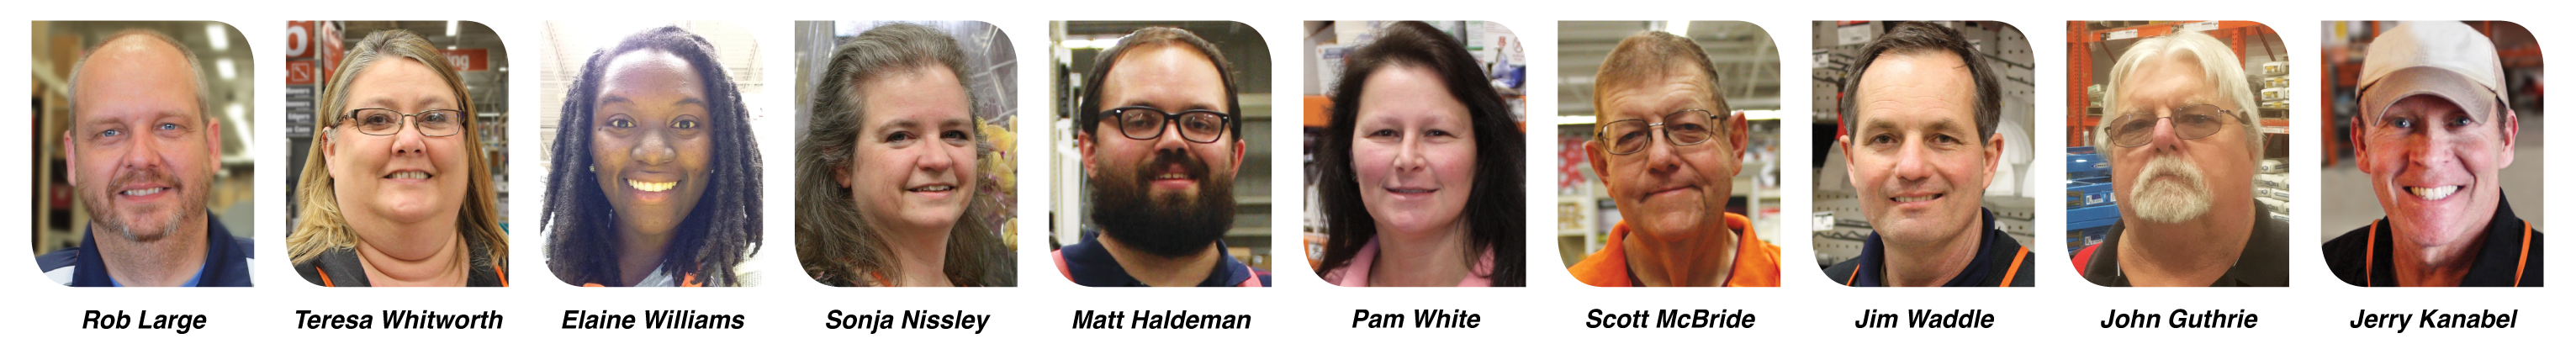 Rob Large
Teresa Whitworth
Elaine Williams
Sonja Nissley
Matt Haldeman
Pam White
Scott McBride
Jim Waddle
John Guthrie
Jerry Kanabel